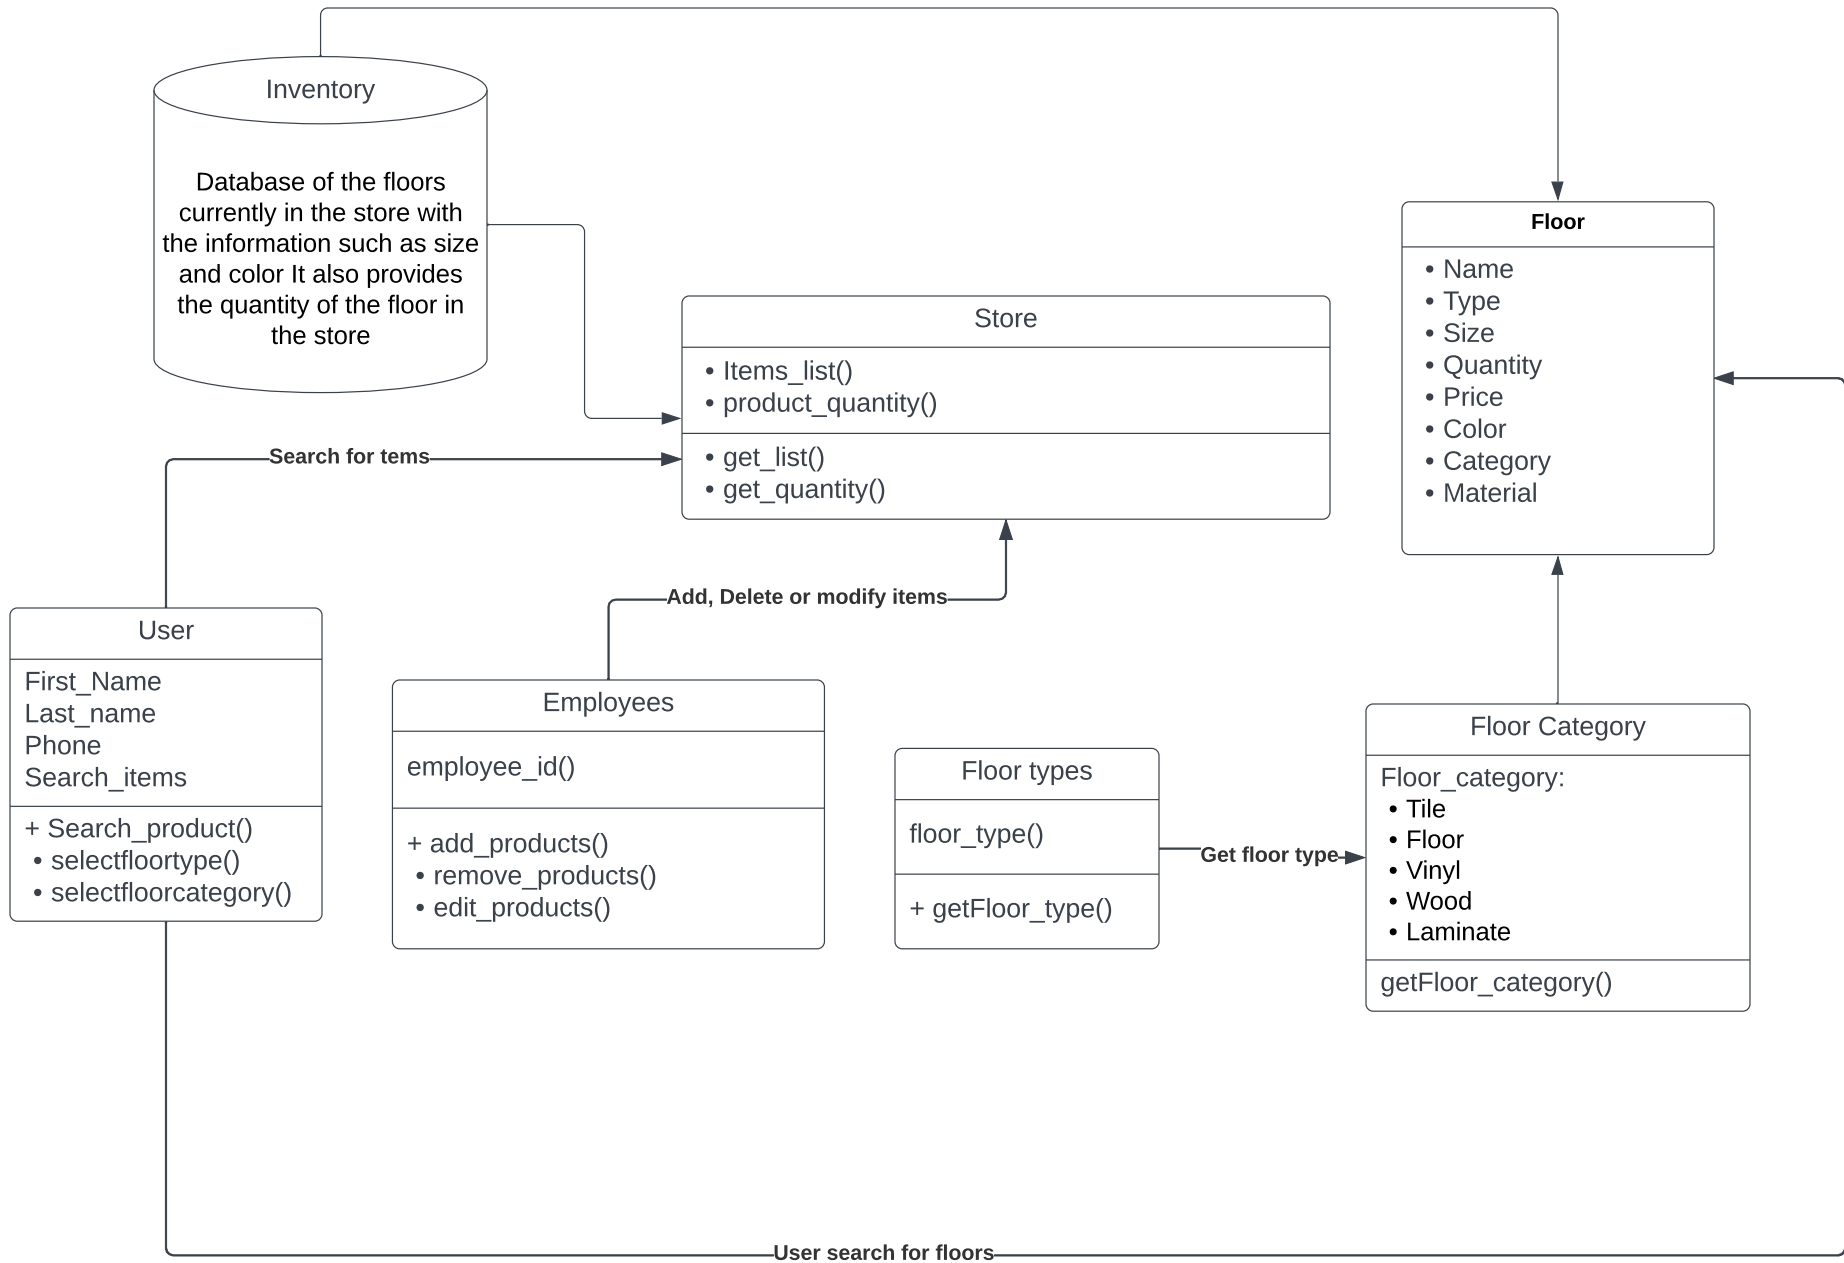 Inventory
Database of the floors
currently in the store with
the information such as size
and color It also provides
the quantity of the floor in
the store
Floor
• Name
• Type
• Size
• Quantity
• Price
• Color
• Category
• Material
Store
• Items_list()
• product_quantity()
• get_list()
• get_quantity()
Search for tems
Add, Delete or modify items
User
First_Name
Last_name
Phone
Search_items
+ Search_product()
• selectfloortype()
• selectfloorcategory()
Employees
employee_id()
+ add_products()
• remove_products()
• edit_products()
Floor types
floor_type()
+ getFloor_type()
Get floor type
Floor Category
Floor_category:
• Tile
• Floor
• Vinyl
• Wood
• Laminate
getFloor_category()
User search for floors